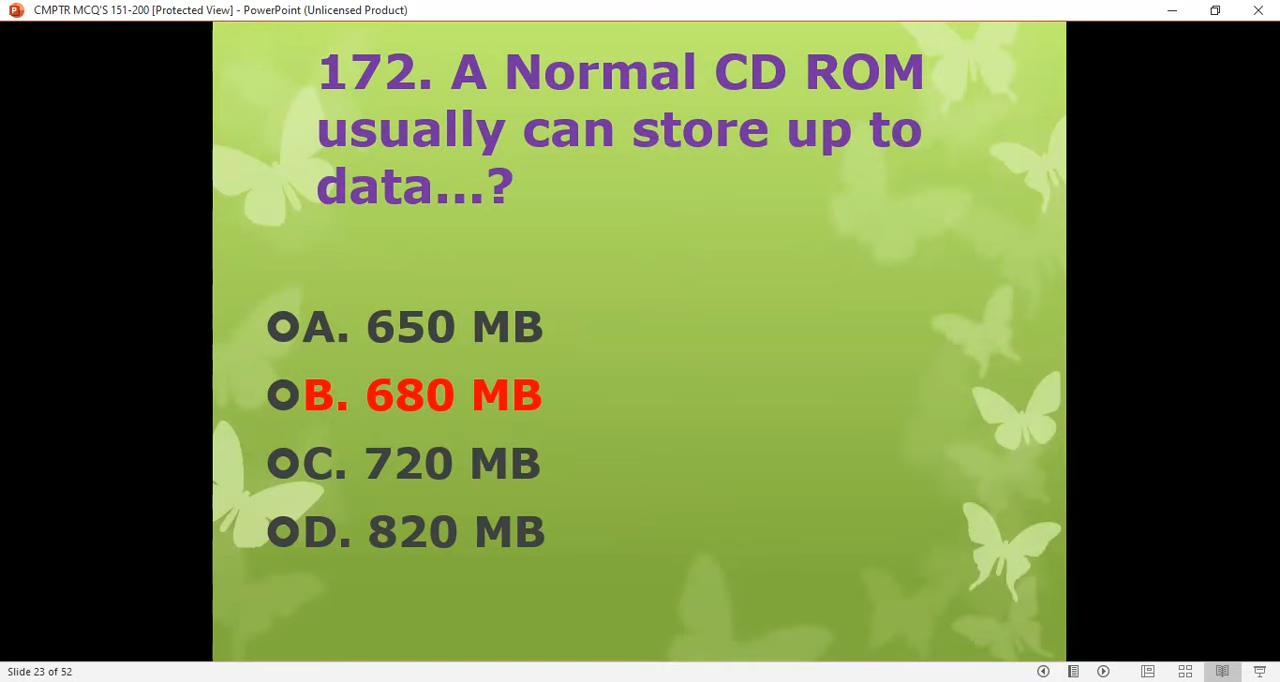 CMPTR MCQ'S 151-200 [Protected View] - PowerPoint (Unlicensed Product)
172. A Normal CD ROM
usually can store up to
data...?
A. 650 MB
B. 680 MB
C. 720 MB
D. 820 MB
Slide 23 of 52